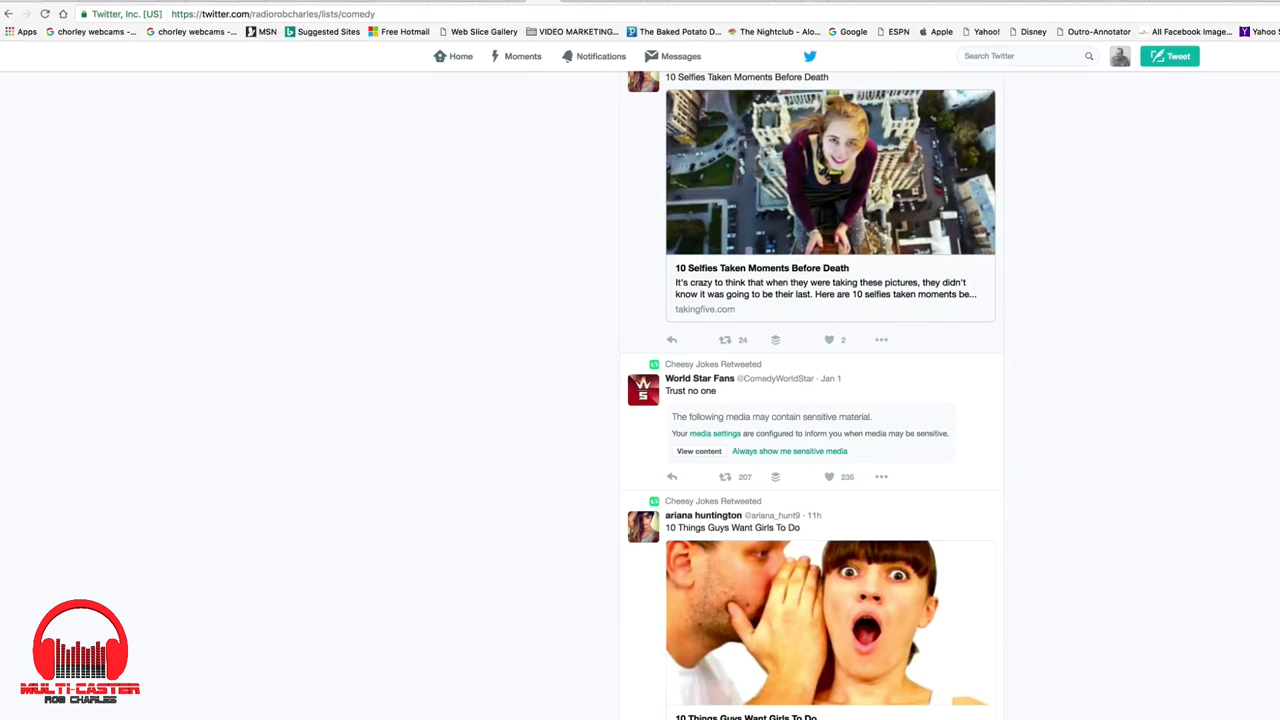 Twitter, Inc. [US] https://twitter.com/radiorobcharles/lists/comedy
Apps chorley webcams -... chorley webcams -... MSN Suggested Sites Free Hotmail Web Slice Gallery VIDEO MARKETING... The Baked Potato D... The Nightclub - Alo... Google ESPN Apple Yahoo! Disney Outro-Annotator All Facebook Image... Yahoo S
Home Moments Notifications Messages Search Twitter Tweet
10 Selfies Taken Moments Before Death
10 Selfies Taken Moments Before Death
It's crazy to think that when they were taking these pictures, they didn't
know it was going to be their last. Here are 10 selfies taken moments be...
takingfive.com
24 2
Cheesy Jokes Retweeted
World Star Fans @ComedyWorldStar · Jan 1
Trust no one
The following media may contain sensitive material.
Your media settings are configured to inform you when media may be sensitive.
View content Always show me sensitive media
207 235
Cheesy Jokes Retweeted
ariana huntington @ariana_hunt9 · 11h
10 Things Guys Want Girls To Do
10 Things Guys Want Girls To Do
MULTI-CASTER
ROB CHARLES